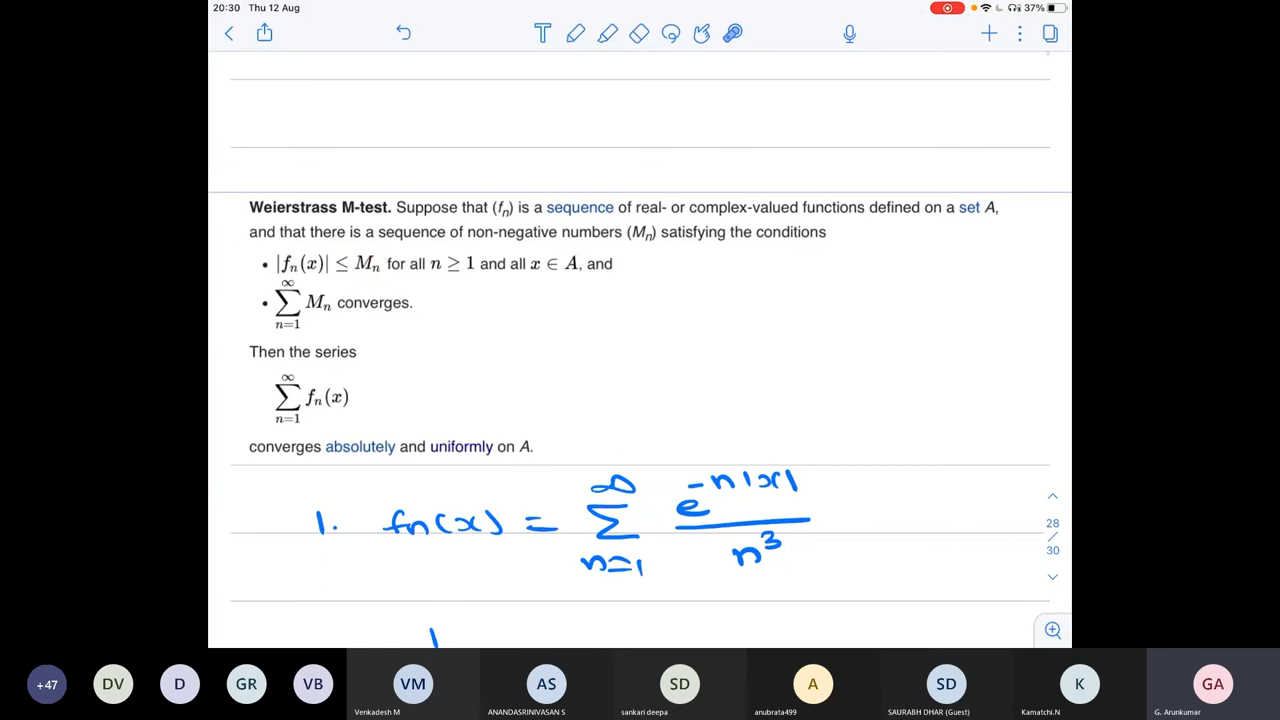 20:30 Thu 12 Aug
37%
T
Weierstrass M-test. Suppose that (fₙ) is a sequence of real- or complex-valued functions defined on a set A,
and that there is a sequence of non-negative numbers (Mₙ) satisfying the conditions
• |fₙ(x)| ≤ Mₙ for all n ≥ 1 and all x ∈ A, and
• ∑_{n=1}^{∞} Mₙ converges.
Then the series
∑_{n=1}^{∞} fₙ(x)
converges absolutely and uniformly on A.
1. fn(x) = ∑_{n=1}^{∞} e^{-n|x|} / n³
28
/
30
+47 DV D GR VB VM AS SD A SD K GA
Venkadesh M ANANDASRINIVASAN S sankari deepa anubrata499 SAURABH DHAR (Guest) Kamatchi.N G. Arunkumar